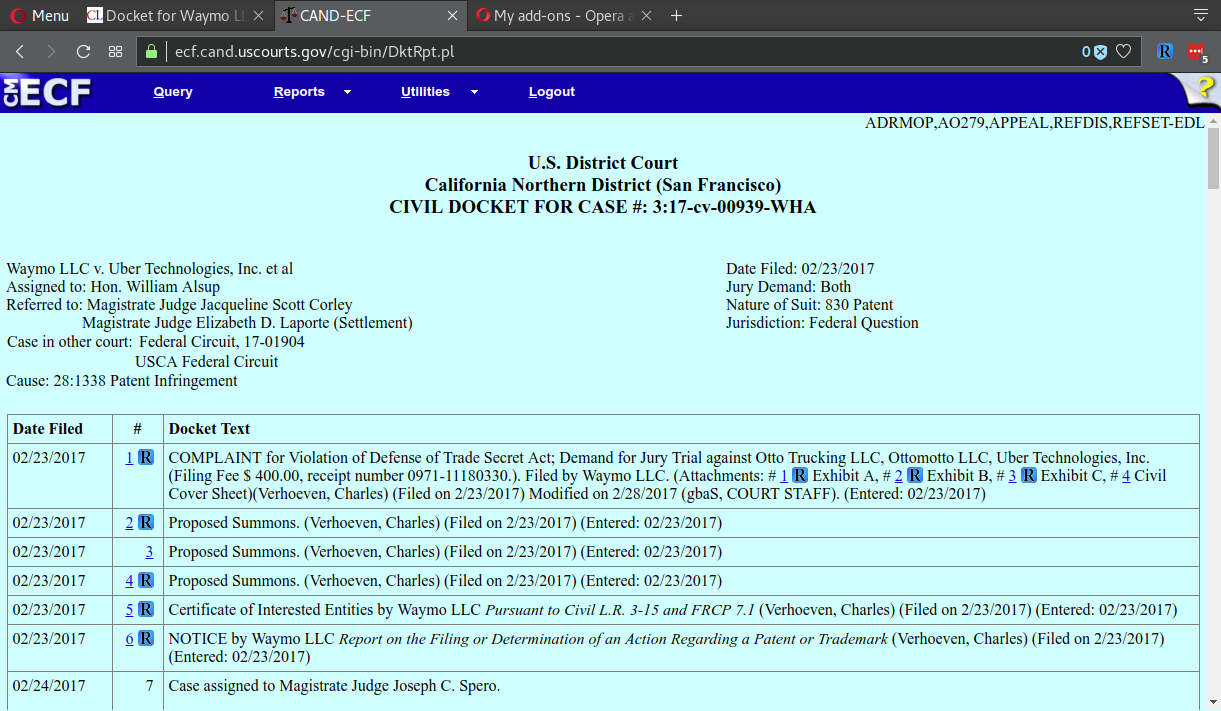 Menu
Docket for Waymo LL
CAND-ECF
My add-ons - Opera a
ecf.cand.uscourts.gov/cgi-bin/DktRpt.pl
0
R
5
CM ECF
Query
Reports
Utilities
Logout
?
ADRMOP,AO279,APPEAL,REFDIS,REFSET-EDL
U.S. District Court
California Northern District (San Francisco)
CIVIL DOCKET FOR CASE #: 3:17-cv-00939-WHA
Waymo LLC v. Uber Technologies, Inc. et al
Assigned to: Hon. William Alsup
Referred to: Magistrate Judge Jacqueline Scott Corley
Magistrate Judge Elizabeth D. Laporte (Settlement)
Case in other court: Federal Circuit, 17-01904
USCA Federal Circuit
Cause: 28:1338 Patent Infringement
Date Filed: 02/23/2017
Jury Demand: Both
Nature of Suit: 830 Patent
Jurisdiction: Federal Question
Date Filed # Docket Text
02/23/2017 1 R COMPLAINT for Violation of Defense of Trade Secret Act; Demand for Jury Trial against Otto Trucking LLC, Ottomotto LLC, Uber Technologies, Inc.
(Filing Fee $ 400.00, receipt number 0971-11180330.). Filed by Waymo LLC. (Attachments: # 1 R Exhibit A, # 2 R Exhibit B, # 3 R Exhibit C, # 4 Civil
Cover Sheet)(Verhoeven, Charles) (Filed on 2/23/2017) Modified on 2/28/2017 (gbaS, COURT STAFF). (Entered: 02/23/2017)
02/23/2017 2 R Proposed Summons. (Verhoeven, Charles) (Filed on 2/23/2017) (Entered: 02/23/2017)
02/23/2017 3 Proposed Summons. (Verhoeven, Charles) (Filed on 2/23/2017) (Entered: 02/23/2017)
02/23/2017 4 R Proposed Summons. (Verhoeven, Charles) (Filed on 2/23/2017) (Entered: 02/23/2017)
02/23/2017 5 R Certificate of Interested Entities by Waymo LLC Pursuant to Civil L.R. 3-15 and FRCP 7.1 (Verhoeven, Charles) (Filed on 2/23/2017) (Entered: 02/23/2017)
02/23/2017 6 R NOTICE by Waymo LLC Report on the Filing or Determination of an Action Regarding a Patent or Trademark (Verhoeven, Charles) (Filed on 2/23/2017)
(Entered: 02/23/2017)
02/24/2017 7 Case assigned to Magistrate Judge Joseph C. Spero.